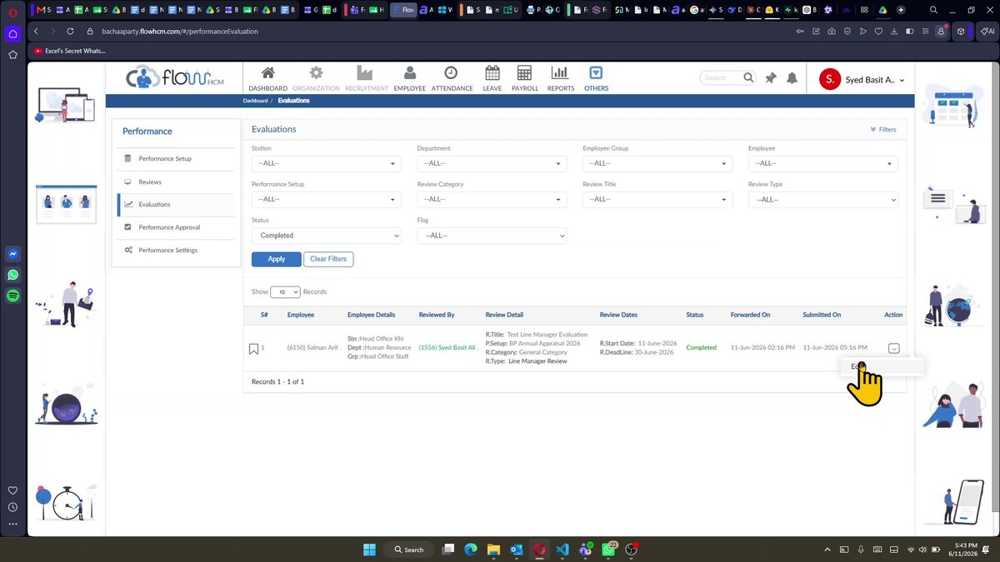 bachaaparty.flowhcm.com/#/performanceEvaluation
AI
Excel's Secret Whats...
flowHCM
DASHBOARD ORGANIZATION RECRUITMENT EMPLOYEE ATTENDANCE LEAVE PAYROLL REPORTS OTHERS
Search
S. Syed Basit A..
Dashboard / Evaluations
Performance
Performance Setup
Reviews
Evaluations
Performance Approval
Performance Settings
Evaluations
Filters
Station Department Employee Group Employee
--ALL-- --ALL-- --ALL-- --ALL--
Performance Setup Review Category Review Title Review Type
--ALL-- --ALL-- --ALL-- --ALL--
Status Flag
Completed --ALL--
Apply Clear Filters
Show 10 Records
S# Employee Employee Details Reviewed By Review Detail Review Dates Status Forwarded On Submitted On Action
1 (6150) Salman Arif . Stn :Head Office Khi (1556) Syed Basit Ali . R.Title: Test Line Manager Evaluation R.Start Date: 11-June-2026 Completed 11-Jun-2026 02:16 PM 11-Jun-2026 05:16 PM
Dept :Human Resource P.Setup: BP Annual Appraisal 2026 R.DeadLine: 30-June-2026
Grp :Head Office Staff R.Category: General Category
R.Type: Line Manager Review
Records 1 - 1 of 1
Search
22
5:43 PM
6/11/2026